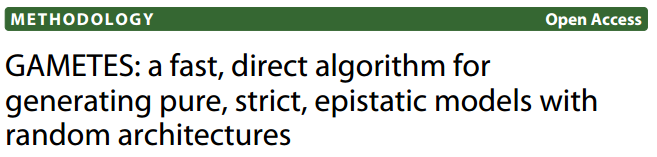 METHODOLOGY Open Access
GAMETES: a fast, direct algorithm for
generating pure, strict, epistatic models with
random architectures